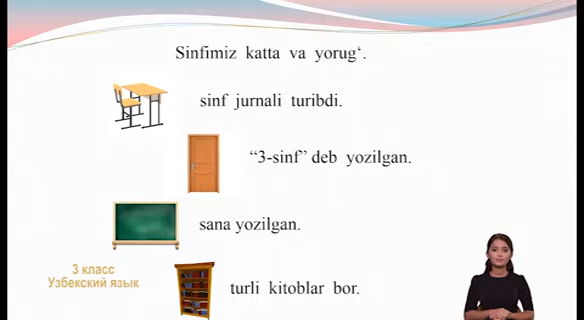 Sinfimiz katta va yorug‘.
sinf jurnali turibdi.
“3-sinf” deb yozilgan.
sana yozilgan.
3 класс
Узбекский язык
turli kitoblar bor.